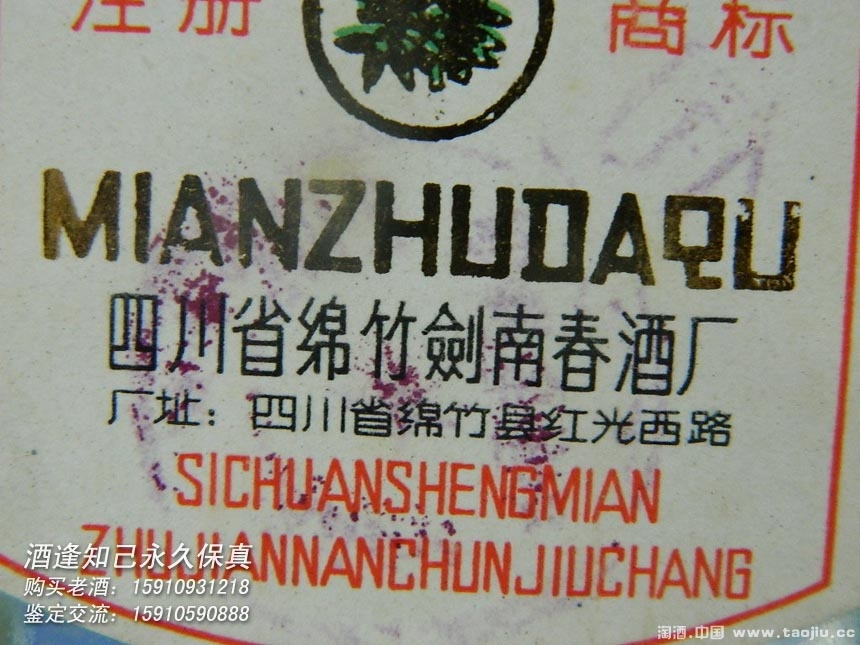 注册 商标
MIANZHUDAQU
四川省绵竹劍南春酒厂
厂址：四川省绵竹县红光西路
SICHUANSHENGMIAN
ZHUJIANNANCHUNJIUCHANG
酒逢知己永久保真
购买老酒：15910931218
鉴定交流：15910590888
淘酒.中国 www.taojiu.cc